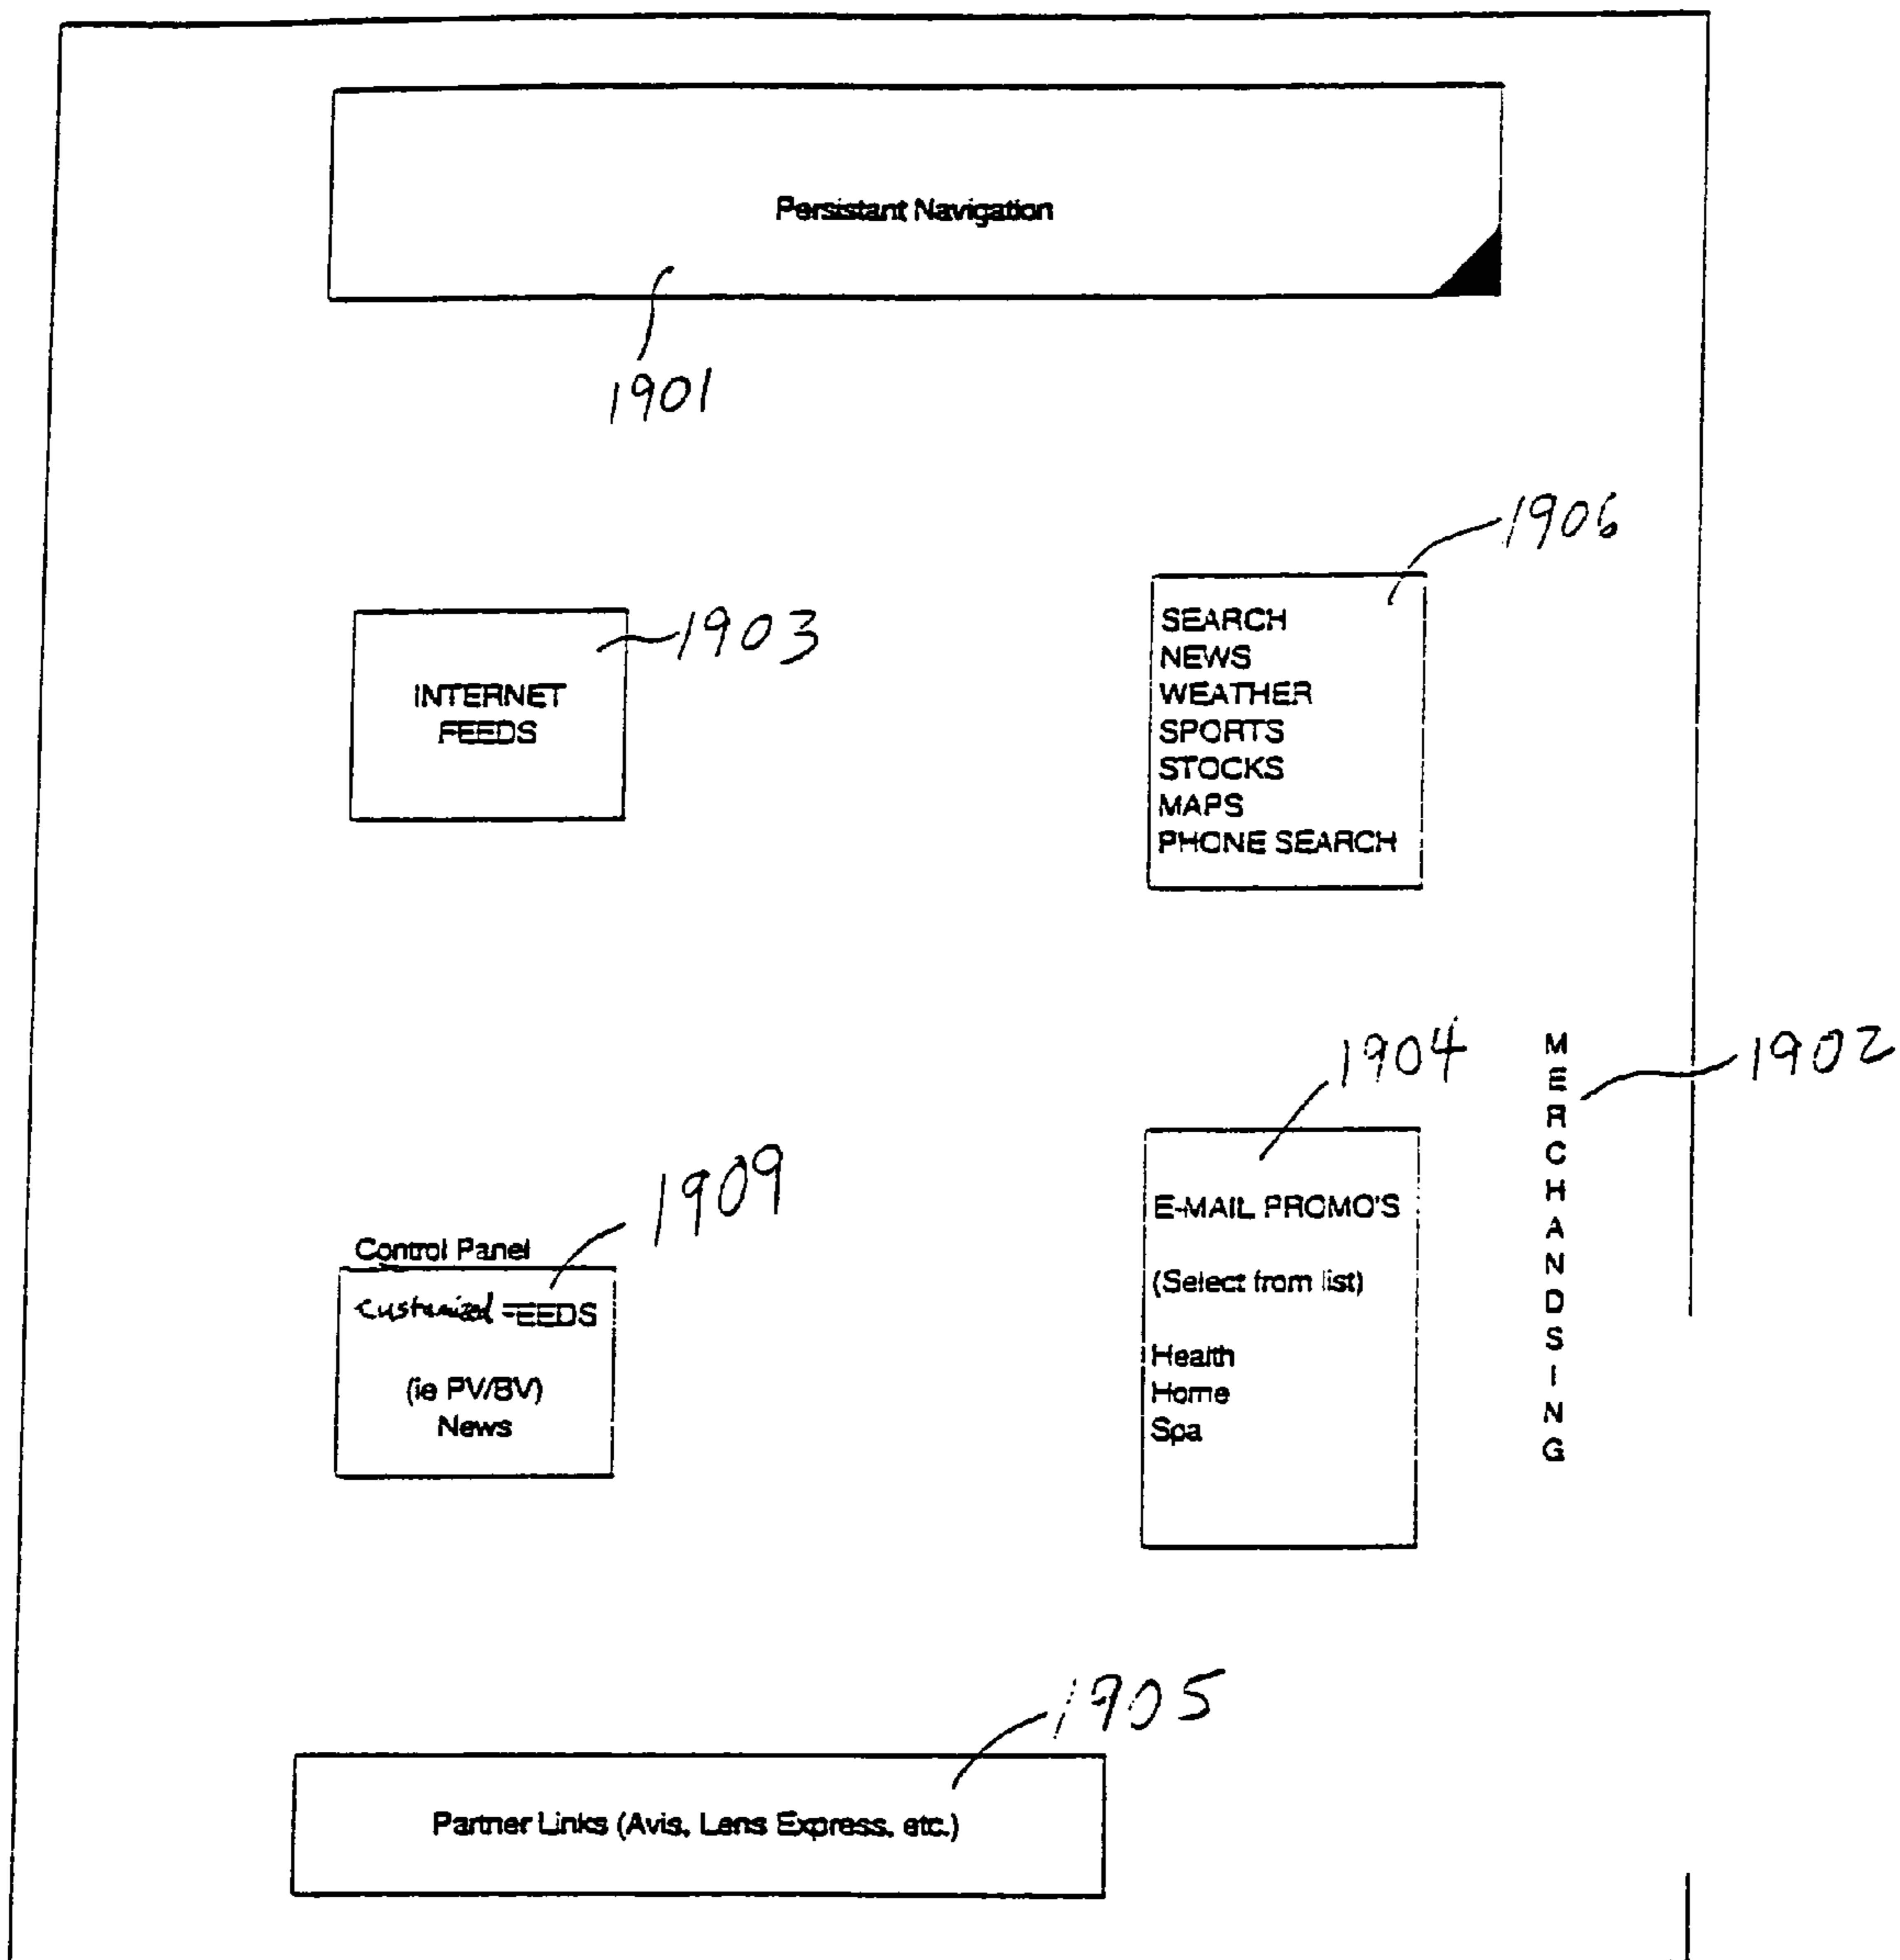 Persistant Navigation
1901
1906
1903
INTERNET
FEEDS
SEARCH
NEWS
WEATHER
SPORTS
STOCKS
MAPS
PHONE SEARCH
1904
1902
MERCHANDSING
1909
E-MAIL PROMO'S
Control Panel
(Select from list)
Customized FEEDS
Health
(ie PV/BV)
Home
News
Spa
1905
Partner Links (Avis, Lens Express, etc.)